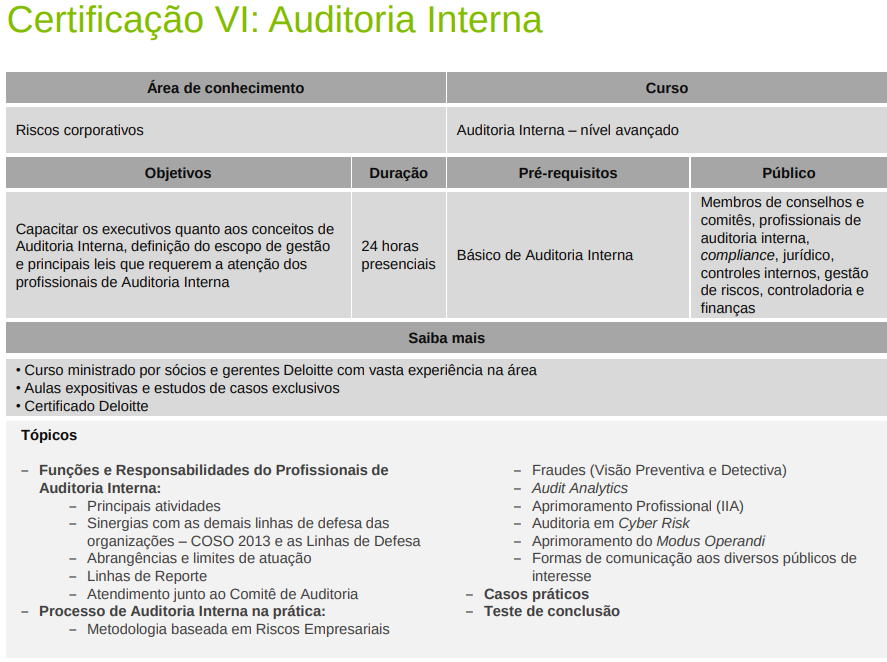 Certificação VI: Auditoria Interna
Área de conhecimento
Curso
Riscos corporativos
Auditoria Interna – nível avançado
Objetivos
Duração
Pré-requisitos
Público
Capacitar os executivos quanto aos conceitos de
Auditoria Interna, definição do escopo de gestão
e principais leis que requerem a atenção dos
profissionais de Auditoria Interna
24 horas
presenciais
Básico de Auditoria Interna
Membros de conselhos e
comitês, profissionais de
auditoria interna,
compliance, jurídico,
controles internos, gestão
de riscos, controladoria e
finanças
Saiba mais
• Curso ministrado por sócios e gerentes Deloitte com vasta experiência na área
• Aulas expositivas e estudos de casos exclusivos
• Certificado Deloitte
Tópicos
– Funções e Responsabilidades do Profissionais de
Auditoria Interna:
– Principais atividades
– Sinergias com as demais linhas de defesa das
organizações – COSO 2013 e as Linhas de Defesa
– Abrangências e limites de atuação
– Linhas de Reporte
– Atendimento junto ao Comitê de Auditoria
– Processo de Auditoria Interna na prática:
– Metodologia baseada em Riscos Empresariais
– Fraudes (Visão Preventiva e Detectiva)
– Audit Analytics
– Aprimoramento Profissional (IIA)
– Auditoria em Cyber Risk
– Aprimoramento do Modus Operandi
– Formas de comunicação aos diversos públicos de
interesse
– Casos práticos
– Teste de conclusão